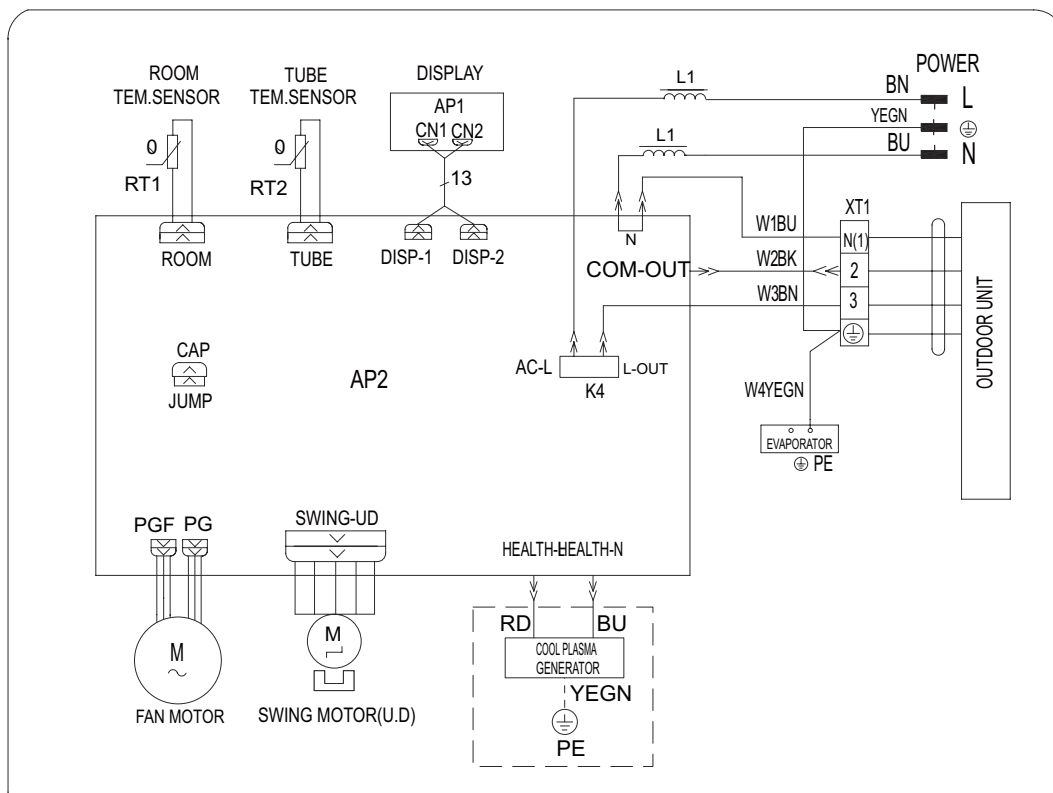 ROOM
TEM.SENSOR
TUBE
TEM.SENSOR
DISPLAY
AP1
CN1 CN2
13
θ
RT1
θ
RT2
L1
L1
BN
YEGN
BU
POWER
L
N
ROOM
TUBE
DISP-1 DISP-2
N
COM-OUT
W1BU
W2BK
W3BN
XT1
N(1)
2
3
OUTDOOR UNIT
CAP
JUMP
AP2
AC-L
L-OUT
K4
W4YEGN
EVAPORATOR
PE
PGF PG
SWING-UD
HEALTH-L HEALTH-N
M
FAN MOTOR
M
SWING MOTOR(U.D)
RD BU
COOL PLASMA
GENERATOR
YEGN
PE